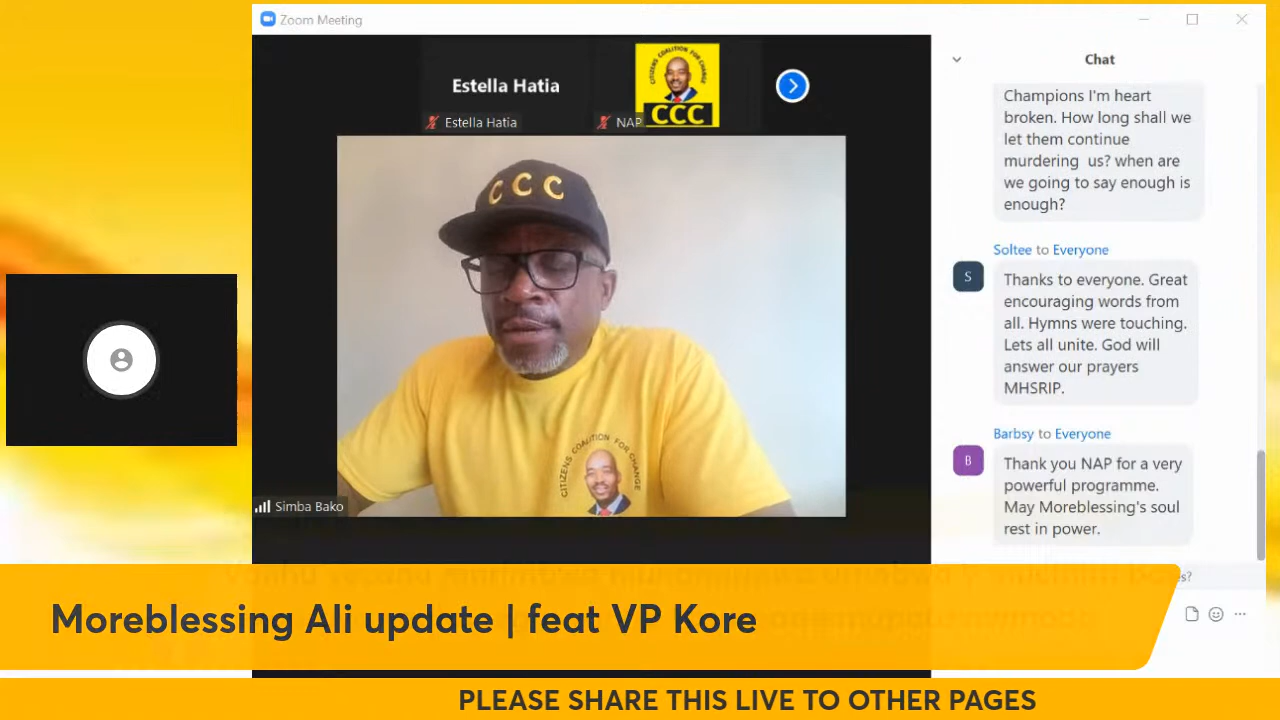 Zoom Meeting
Estella Hatia
Estella Hatia
CITIZENS COALITION FOR CHANGE
CCC
NAP
CCC
CITIZENS COALITION FOR CHANGE
Simba Bako
Chat
Champions I'm heart
broken. How long shall we
let them continue
murdering us? when are
we going to say enough is
enough?
Soltee to Everyone
S
Thanks to everyone. Great
encouraging words from
all. Hymns were touching.
Lets all unite. God will
answer our prayers
MHSRIP.
Barbsy to Everyone
B
Thank you NAP for a very
powerful programme.
May Moreblessing's soul
rest in power.
Moreblessing Ali update | feat VP Kore
PLEASE SHARE THIS LIVE TO OTHER PAGES